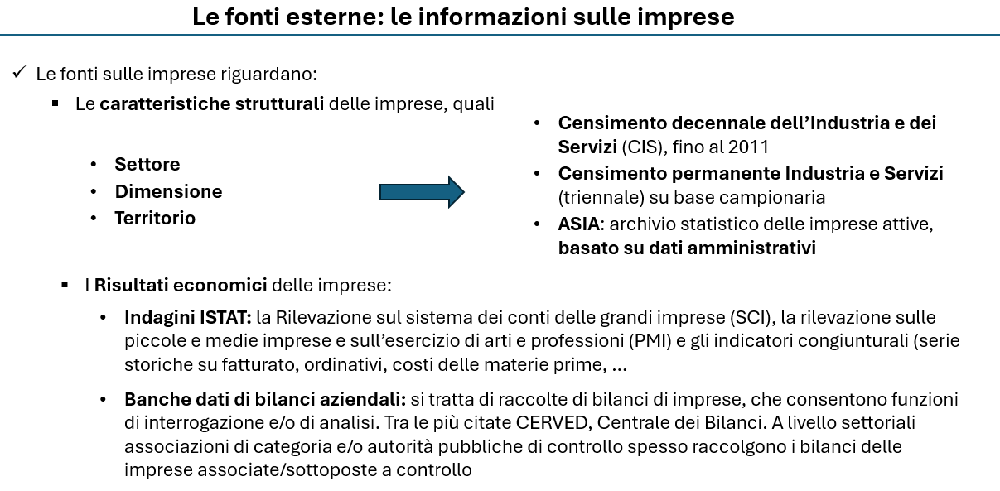 Le fonti esterne: le informazioni sulle imprese
✓ Le fonti sulle imprese riguardano:
▪ Le caratteristiche strutturali delle imprese, quali
• Settore
• Dimensione
• Territorio
• Censimento decennale dell’Industria e dei
Servizi (CIS), fino al 2011
• Censimento permanente Industria e Servizi
(triennale) su base campionaria
• ASIA: archivio statistico delle imprese attive,
basato su dati amministrativi
▪ I Risultati economici delle imprese:
• Indagini ISTAT: la Rilevazione sul sistema dei conti delle grandi imprese (SCI), la rilevazione sulle
piccole e medie imprese e sull’esercizio di arti e professioni (PMI) e gli indicatori congiunturali (serie
storiche su fatturato, ordinativi, costi delle materie prime, ...
• Banche dati di bilanci aziendali: si tratta di raccolte di bilanci di imprese, che consentono funzioni
di interrogazione e/o di analisi. Tra le più citate CERVED, Centrale dei Bilanci. A livello settoriali
associazioni di categoria e/o autorità pubbliche di controllo spesso raccolgono i bilanci delle
imprese associate/sottoposte a controllo